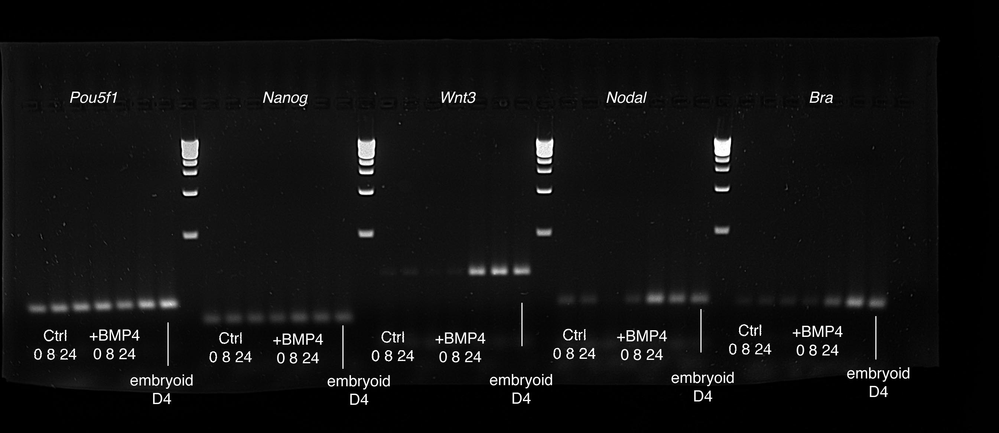 Pou5f1
Nanog
Wnt3
Nodal
Bra
Ctrl
0 8 24
+BMP4
0 8 24
embryoid
D4
Ctrl
0 8 24
+BMP4
0 8 24
embryoid
D4
Ctrl
0 8 24
+BMP4
0 8 24
embryoid
D4
Ctrl
0 8 24
+BMP4
0 8 24
embryoid
D4
Ctrl
0 8 24
+BMP4
0 8 24
embryoid
D4